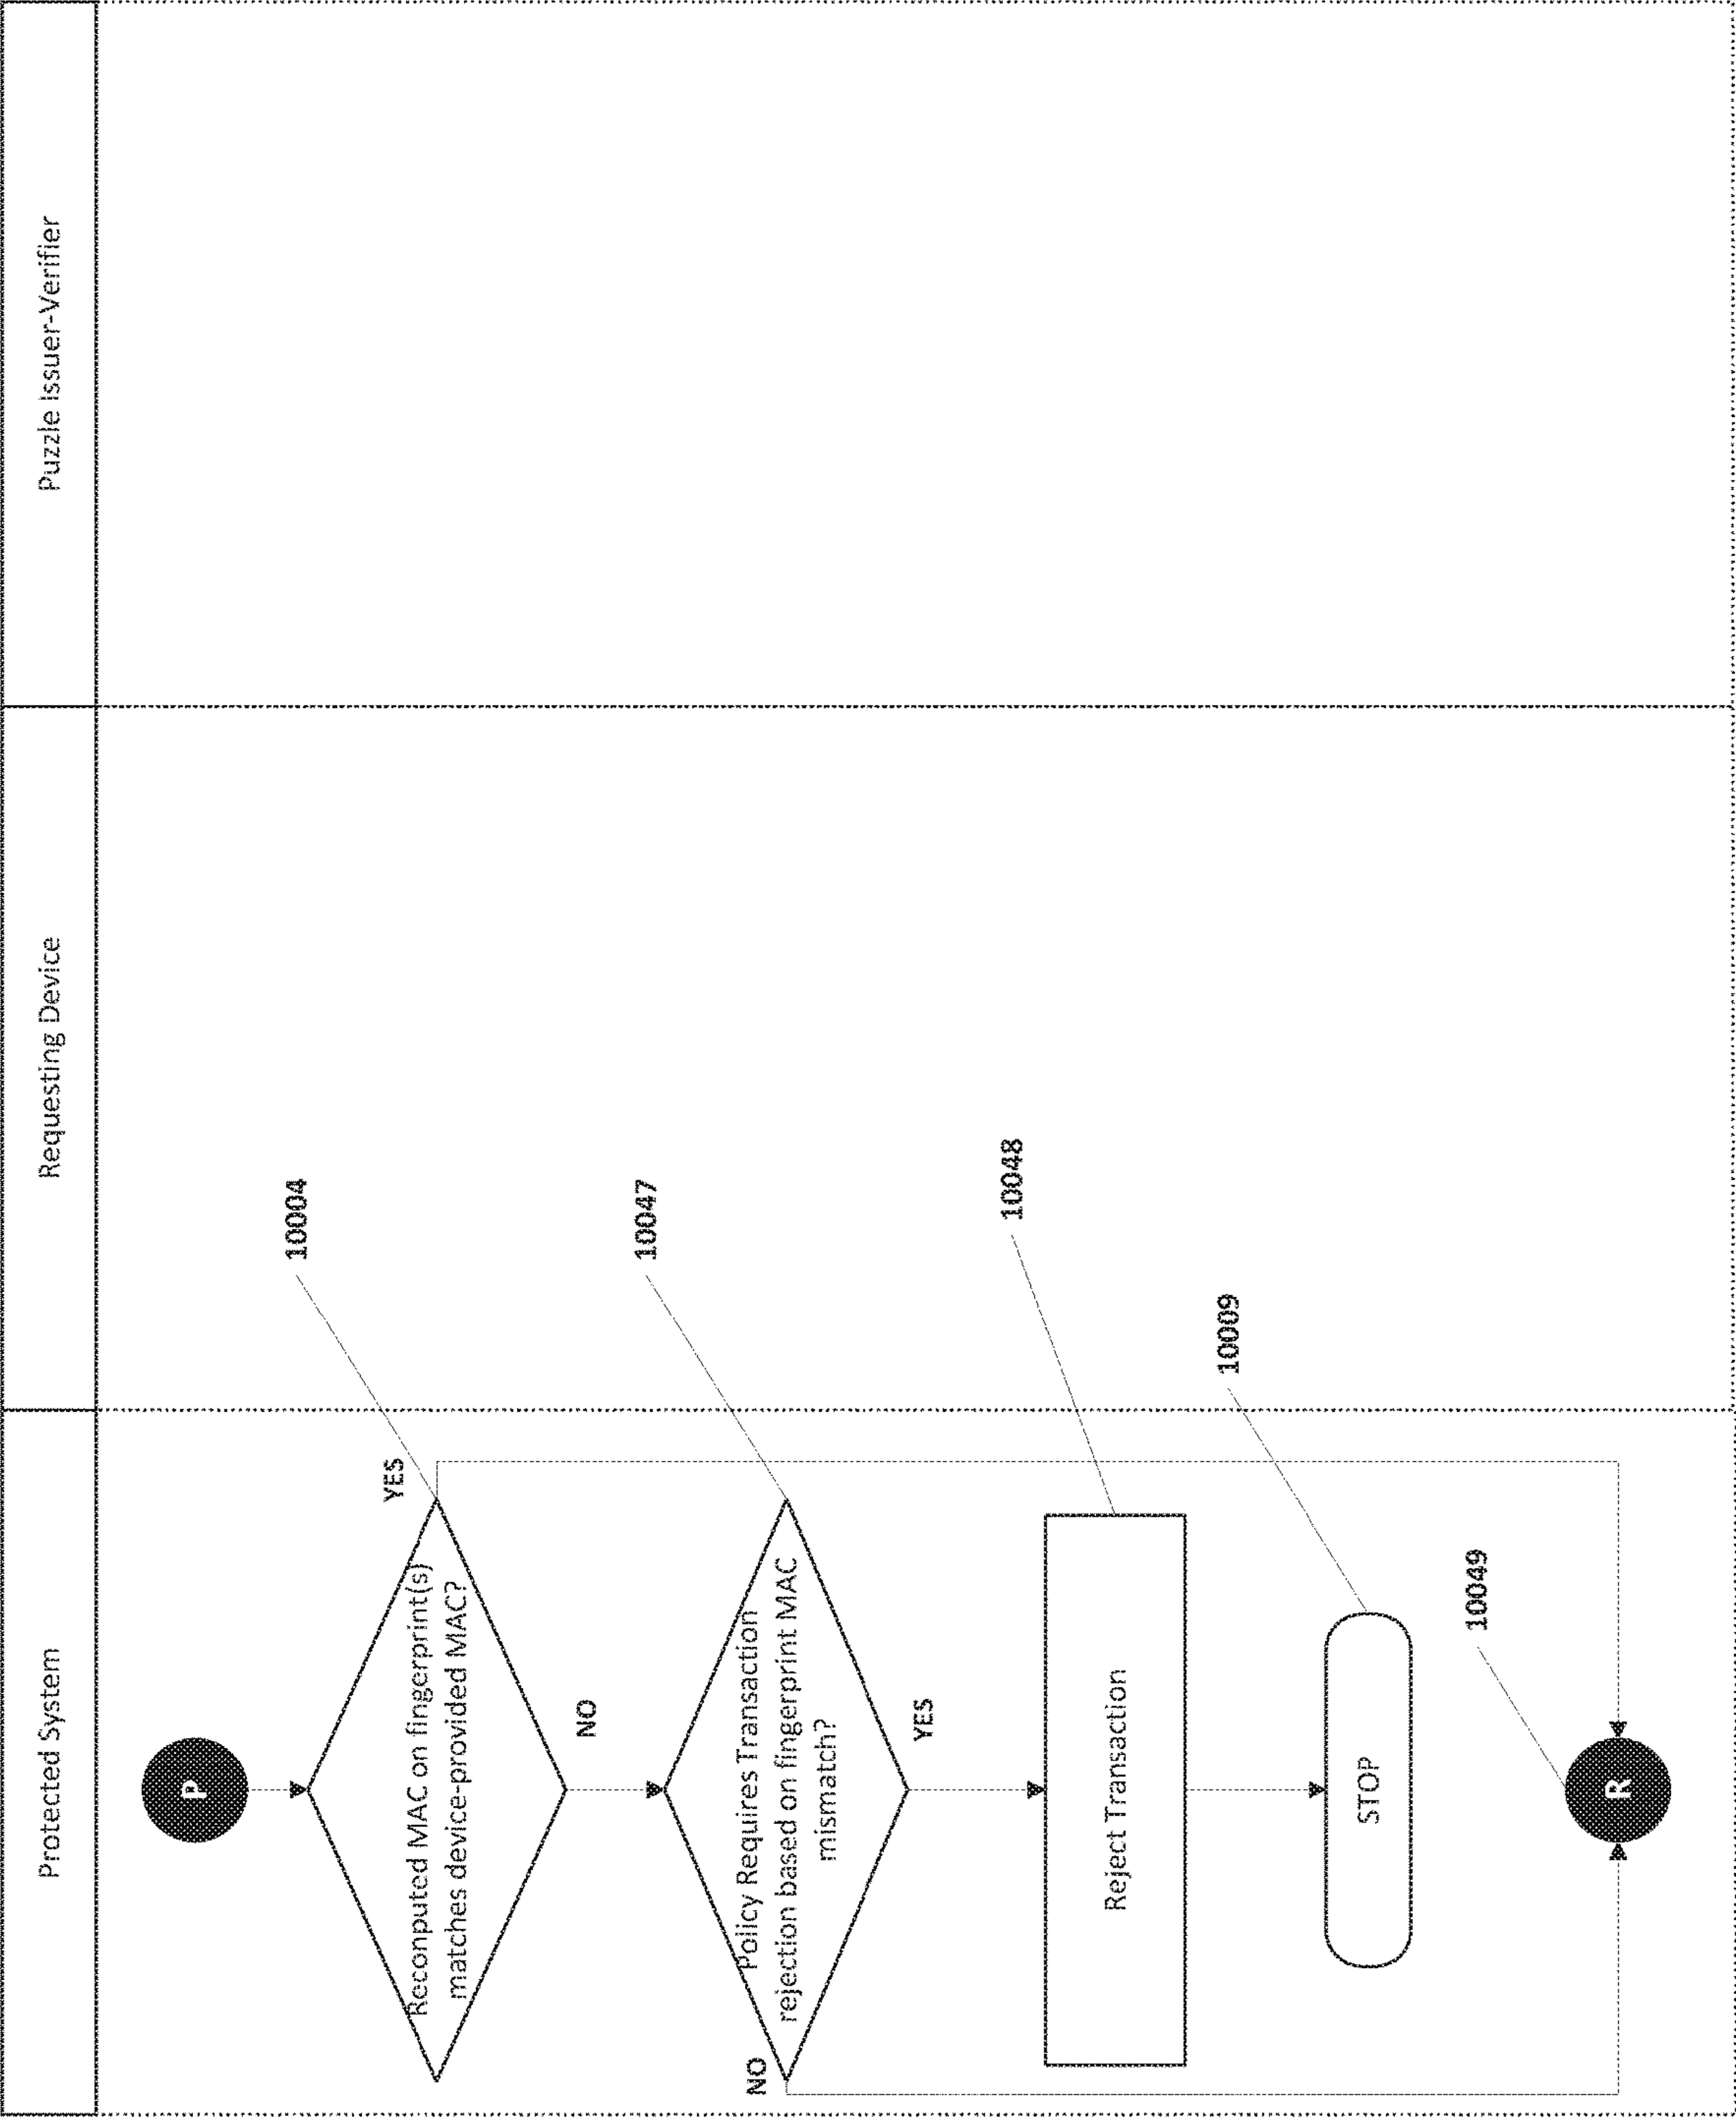 Protected System
Requesting Device
Puzzle Issuer-Verifier
P
Reconputed MAC on fingerprint(s)
matches device-provided MAC?
YES
10004
NO
Policy Requires Transaction
rejection based on fingerprint MAC
mismatch?
NO
10047
YES
Reject Transaction
10048
STOP
10009
R
10049